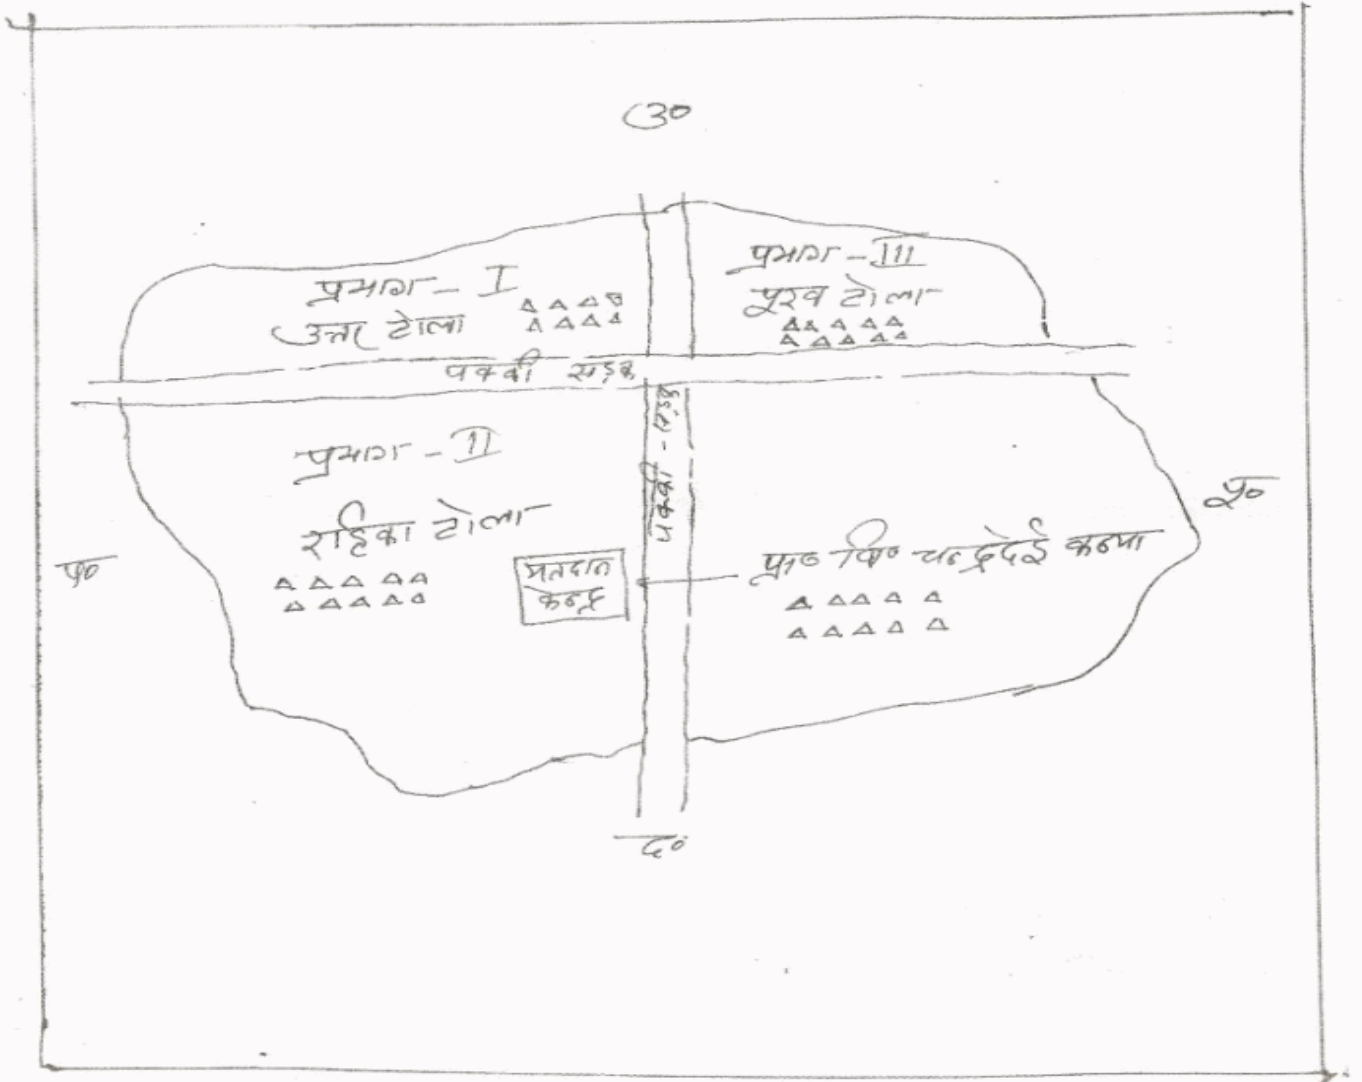 उ०
प्रभाग - I
उत्तर टोला
प्रभाग - III
पूरव टोला
पक्की सड़क
पक्की - सड़क
प्रभाग - II
रहिका टोला
मतदान
केन्द्र
प्रा० वि० चन्द्रदेई कन्या
प०
पू०
द०